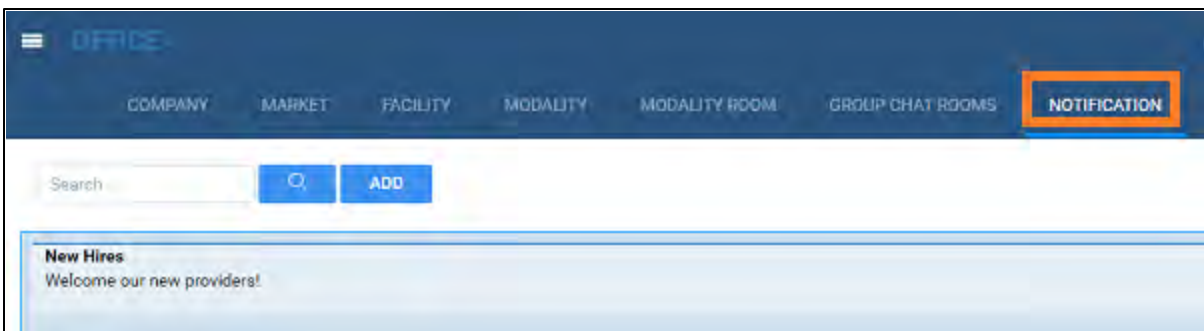 OFFICE
COMPANY MARKET FACILITY MODALITY MODALITY ROOM GROUP CHAT ROOMS NOTIFICATION
Search ADD
New Hires
Welcome our new providers!